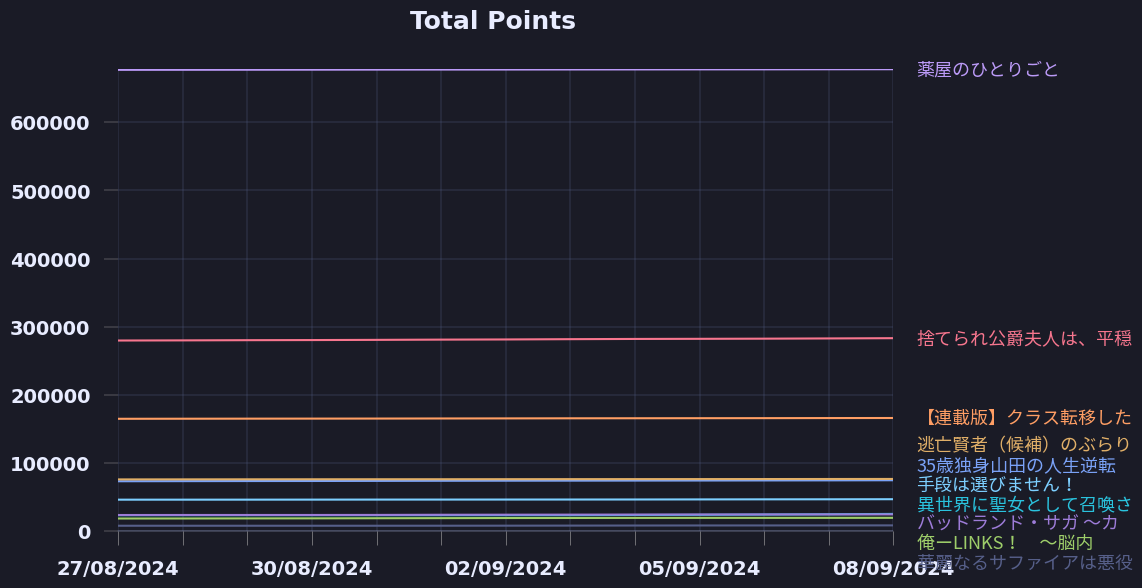 Total Points
薬屋のひとりごと
600000
500000
400000
300000
捨てられ公爵夫人は、平穏
200000
【連載版】クラス転移した
逃亡賢者（候補）のぶらり
100000
35歳独身山田の人生逆転
手段は選びません！
異世界に聖女として召喚さ
バッドランド・サガ 〜カ
0
俺ーLINKS！　〜脳内
華麗なるサファイアは悪役
27/08/2024 30/08/2024 02/09/2024 05/09/2024 08/09/2024